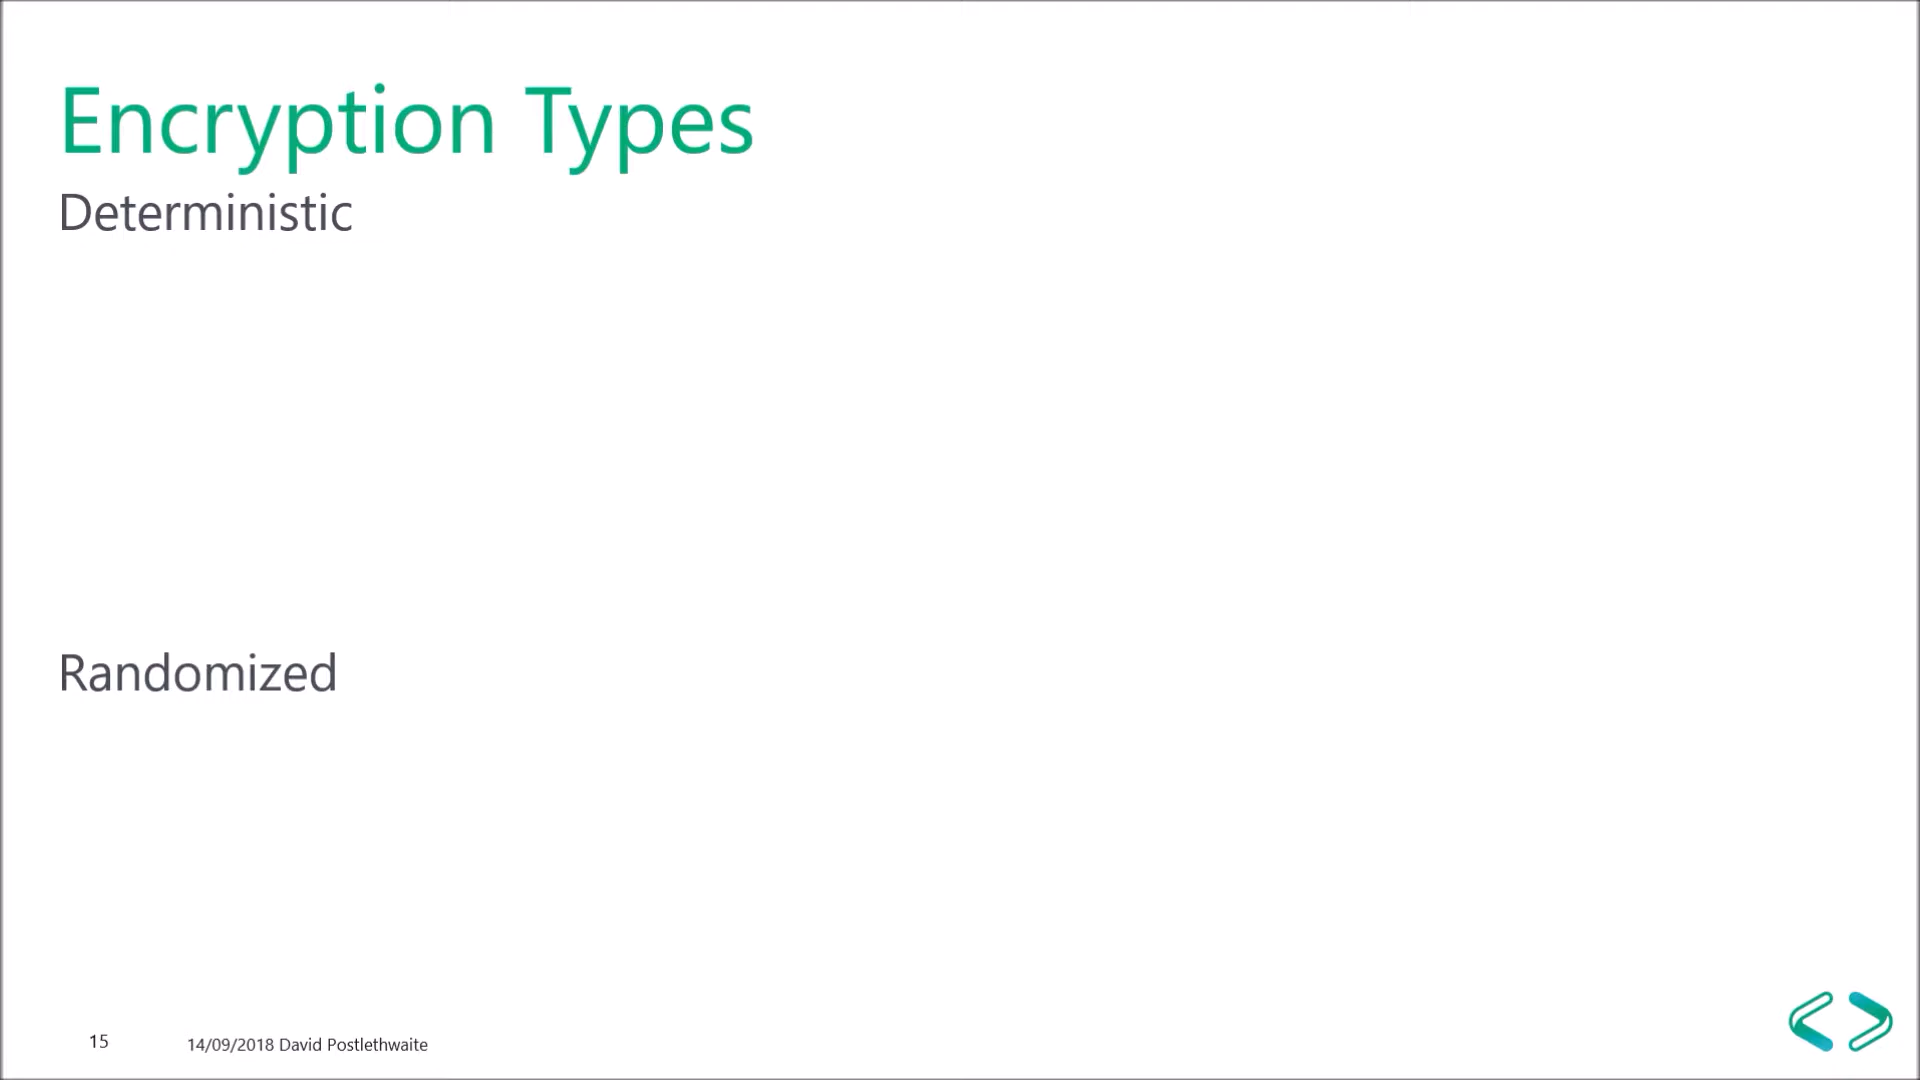 Encryption Types
Deterministic
Randomized
15
14/09/2018 David Postlethwaite